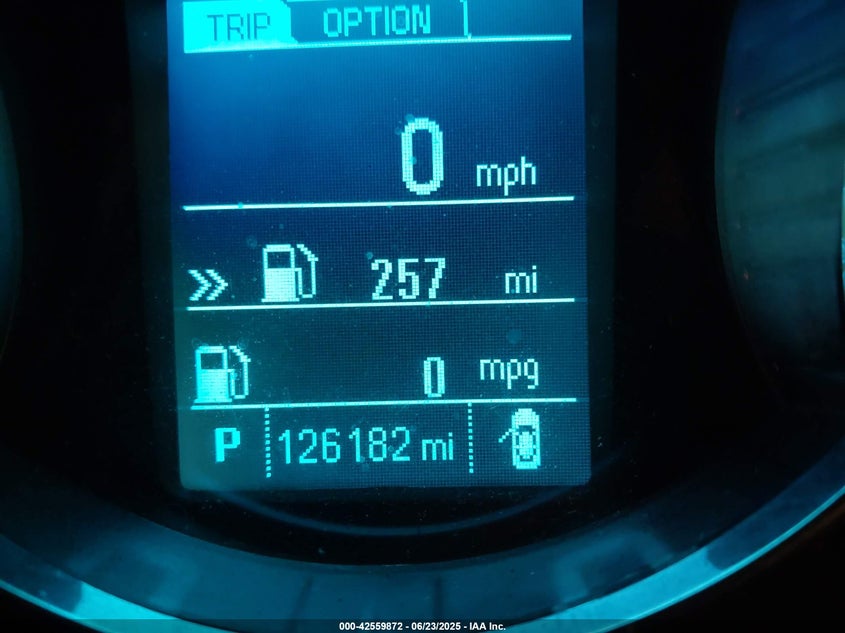 TRIP OPTION
0 mph
257 mi
0 mpg
P 126182 mi
000-42559872 - 06/23/2025 - IAA Inc.